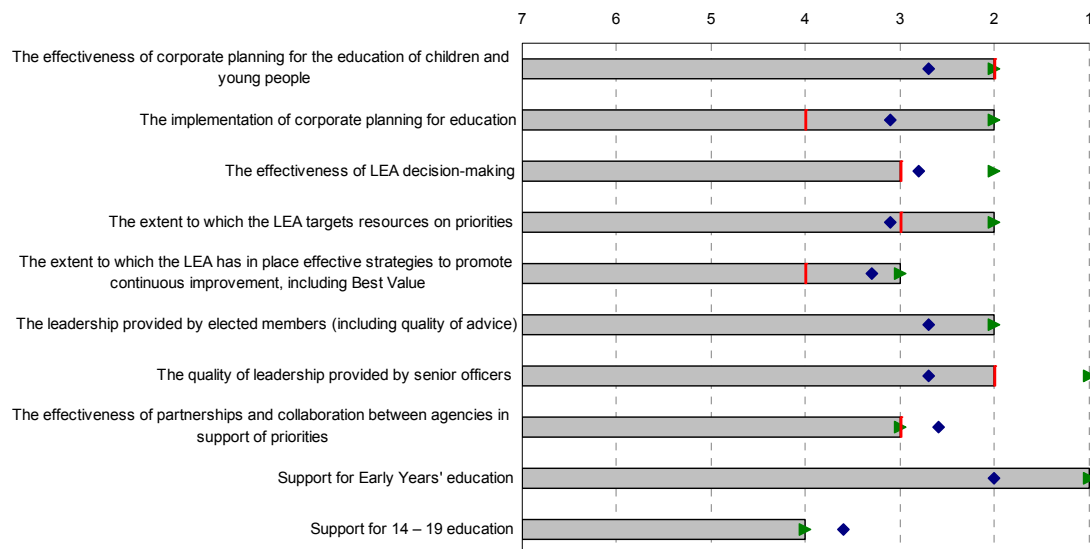 7 6 5 4 3 2 1
The effectiveness of corporate planning for the education of children and
young people
The implementation of corporate planning for education
The effectiveness of LEA decision-making
The extent to which the LEA targets resources on priorities
The extent to which the LEA has in place effective strategies to promote
continuous improvement, including Best Value
The leadership provided by elected members (including quality of advice)
The quality of leadership provided by senior officers
The effectiveness of partnerships and collaboration between agencies in
support of priorities
Support for Early Years' education
Support for 14 – 19 education